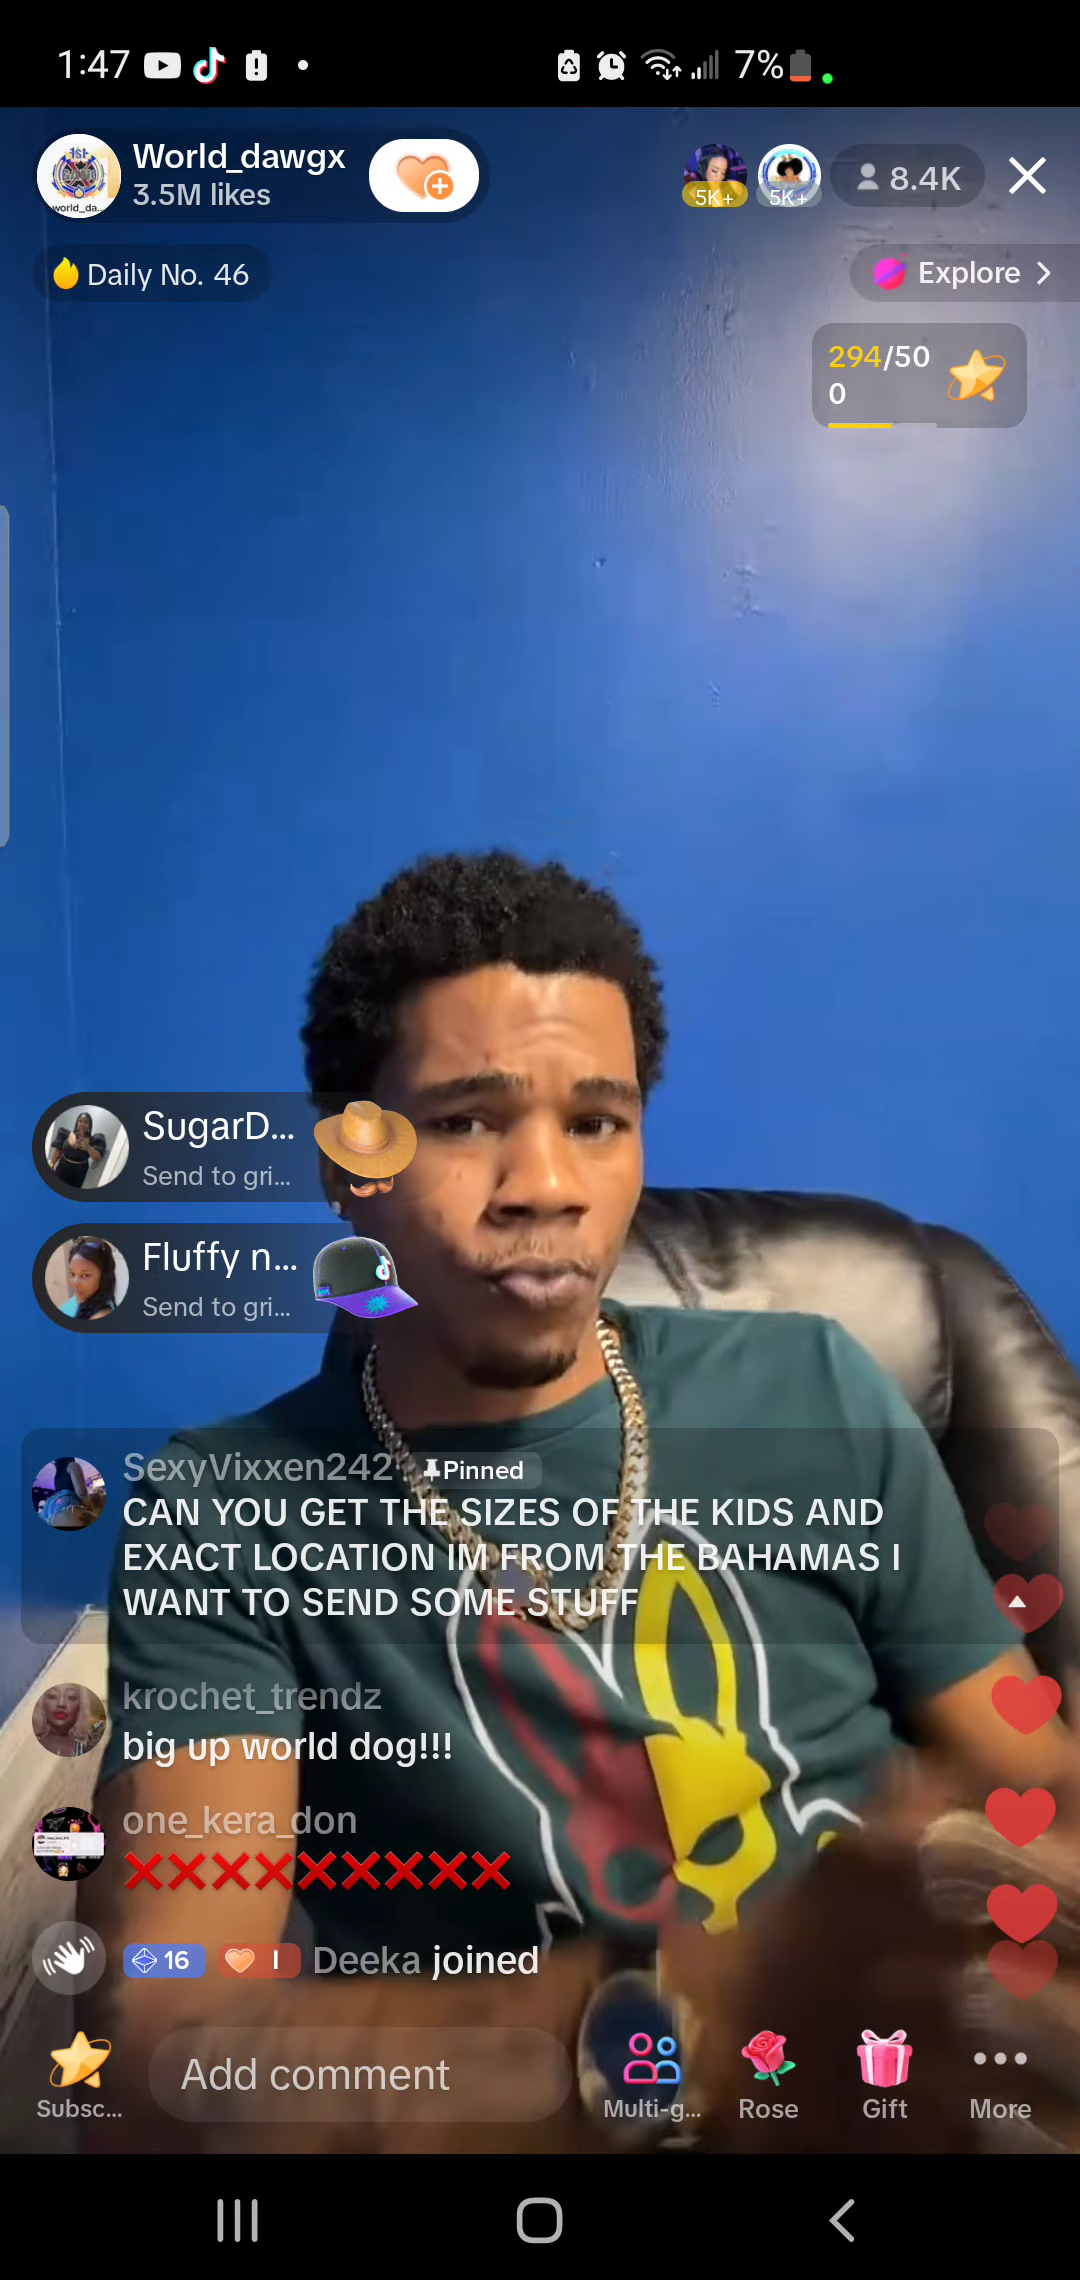 1:47
7%
World_dawgx
3.5M likes
5K+
5K+
8.4K
Daily No. 46
Explore
294/50
0
world_da...
SugarD...
Send to gri...
Fluffy n...
Send to gri...
SexyVixxen242 Pinned
CAN YOU GET THE SIZES OF THE KIDS AND
EXACT LOCATION IM FROM THE BAHAMAS I
WANT TO SEND SOME STUFF
krochet_trendz
big up world dog!!!
one_kera_don
❌❌❌❌❌❌❌❌❌
16 I Deeka joined
Subsc...
Add comment
Multi-g...
Rose
Gift
More